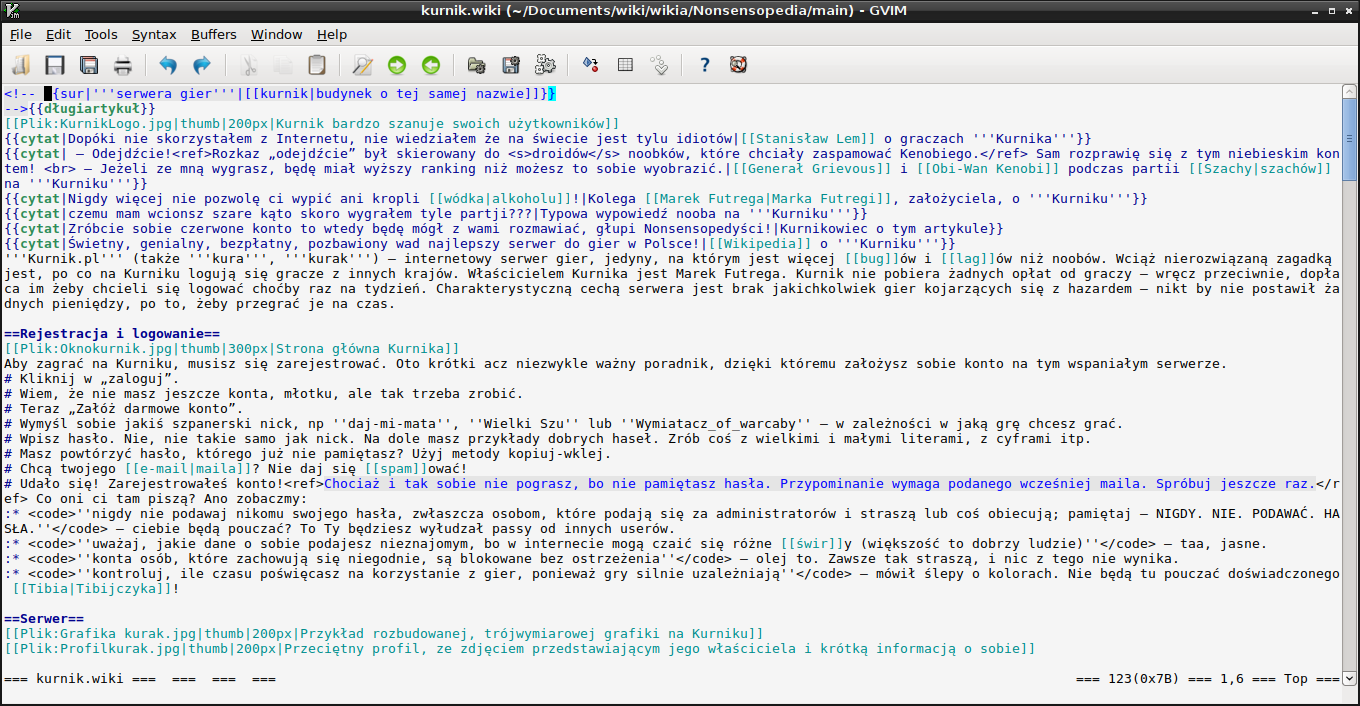 kurnik.wiki (~/Documents/wiki/wikia/Nonsensopedia/main) - GVIM
File Edit Tools Syntax Buffers Window Help
<!-- {{sur|'''serwera gier'''|[[kurnik|budynek o tej samej nazwie]]}}
-->{{długiartykuł}}
[[Plik:KurnikLogo.jpg|thumb|200px|Kurnik bardzo szanuje swoich użytkowników]]
{{cytat|Dopóki nie skorzystałem z Internetu, nie wiedziałem że na świecie jest tylu idiotów|[[Stanisław Lem]] o graczach '''Kurnika'''}}
{{cytat| – Odejdźcie!<ref>Rozkaz „odejdźcie” był skierowany do <s>droidów</s> noobków, które chciały zaspamować Kenobiego.</ref> Sam rozprawię się z tym niebieskim kon
tem! <br> – Jeżeli ze mną wygrasz, będę miał wyższy ranking niż możesz to sobie wyobrazić.|[[Generał Grievous]] i [[Obi-Wan Kenobi]] podczas partii [[Szachy|szachów]]
na '''Kurniku'''}}
{{cytat|Nigdy więcej nie pozwolę ci wypić ani kropli [[wódka|alkoholu]]!|Kolega [[Marek Futrega|Marka Futregi]], założyciela, o '''Kurniku'''}}
{{cytat|czemu mam wcionsz szare kąto skoro wygrałem tyle partji???|Typowa wypowiedź nooba na '''Kurniku'''}}
{{cytat|Zróbcie sobie czerwone konto to wtedy będę mógł z wami rozmawiać, głupi Nonsensopedyści!|Kurnikowiec o tym artykule}}
{{cytat|Świetny, genialny, bezpłatny, pozbawiony wad najlepszy serwer do gier w Polsce!|[[Wikipedia]] o '''Kurniku'''}}
'''Kurnik.pl''' (także '''kura''', '''kurak''') – internetowy serwer gier, jedyny, na którym jest więcej [[bug]]ów i [[lag]]ów niż noobów. Wciąż nierozwiązaną zagadką
jest, po co na Kurniku logują się gracze z innych krajów. Właścicielem Kurnika jest Marek Futrega. Kurnik nie pobiera żadnych opłat od graczy – wręcz przeciwnie, dopła
ca im żeby chcieli się logować choćby raz na tydzień. Charakterystyczną cechą serwera jest brak jakichkolwiek gier kojarzących się z hazardem – nikt by nie postawił ża
dnych pieniędzy, po to, żeby przegrać je na czas.
==Rejestracja i logowanie==
[[Plik:Oknokurnik.jpg|thumb|300px|Strona główna Kurnika]]
Aby zagrać na Kurniku, musisz się zarejestrować. Oto krótki acz niezwykle ważny poradnik, dzięki któremu założysz sobie konto na tym wspaniałym serwerze.
# Kliknij w „zaloguj”.
# Wiem, że nie masz jeszcze konta, młotku, ale tak trzeba zrobić.
# Teraz „Załóż darmowe konto”.
# Wymyśl sobie jakiś szpanerski nick, np ''daj-mi-mata'', ''Wielki Szu'' lub ''Wymiatacz_of_warcaby'' – w zależności w jaką grę chcesz grać.
# Wpisz hasło. Nie, nie takie samo jak nick. Na dole masz przykłady dobrych haseł. Zrób coś z wielkimi i małymi literami, z cyframi itp.
# Masz powtórzyć hasło, którego już nie pamiętasz? Użyj metody kopiuj-wklej.
# Chcą twojego [[e-mail|maila]]? Nie daj się [[spam]]ować!
# Udało się! Zarejestrowałeś konto!<ref>Chociaż i tak sobie nie pograsz, bo nie pamiętasz hasła. Przypominanie wymaga podanego wcześniej maila. Spróbuj jeszcze raz.</r
ef> Co oni ci tam piszą? Ano zobaczmy:
:* <code>''nigdy nie podawaj nikomu swojego hasła, zwłaszcza osobom, które podają się za administratorów i straszą lub coś obiecują; pamiętaj – NIGDY. NIE. PODAWAĆ. HA
SŁA.''</code> – ciebie będą pouczać? To Ty będziesz wyłudzał passy od innych userów.
:* <code>''uważaj, jakie dane o sobie podajesz nieznajomym, bo w internecie mogą czaić się różne [[świr]]y (większość to dobrzy ludzie)''</code> – taa, jasne.
:* <code>''konta osób, które zachowują się niegodnie, są blokowane bez ostrzeżenia''</code> – olej to. Zawsze tak straszą, i nic z tego nie wynika.
:* <code>''kontroluj, ile czasu poświęcasz na korzystanie z gier, ponieważ gry silnie uzależniają''</code> – mówił ślepy o kolorach. Nie będą tu pouczać doświadczonego
[[Tibia|Tibijczyka]]!
==Serwer==
[[Plik:Grafika kurak.jpg|thumb|200px|Przykład rozbudowanej, trójwymiarowej grafiki na Kurniku]]
[[Plik:Profilkurak.jpg|thumb|200px|Przeciętny profil, ze zdjęciem przedstawiającym jego właściciela i krótką informacją o sobie]]
=== kurnik.wiki === === === === === 123(0x7B) === 1,6 === Top ===